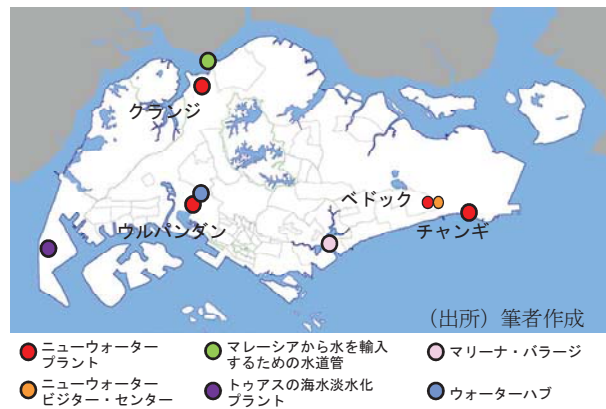 クランジ
ベドック
チャンギ
ウルパンダン
（出所）筆者作成
ニューウォーター
プラント
マレーシアから水を輸入
するための水道管
マリーナ・バラージ
ニューウォーター
ビジター・センター
トゥアスの海水淡水化
プラント
ウォーターハブ